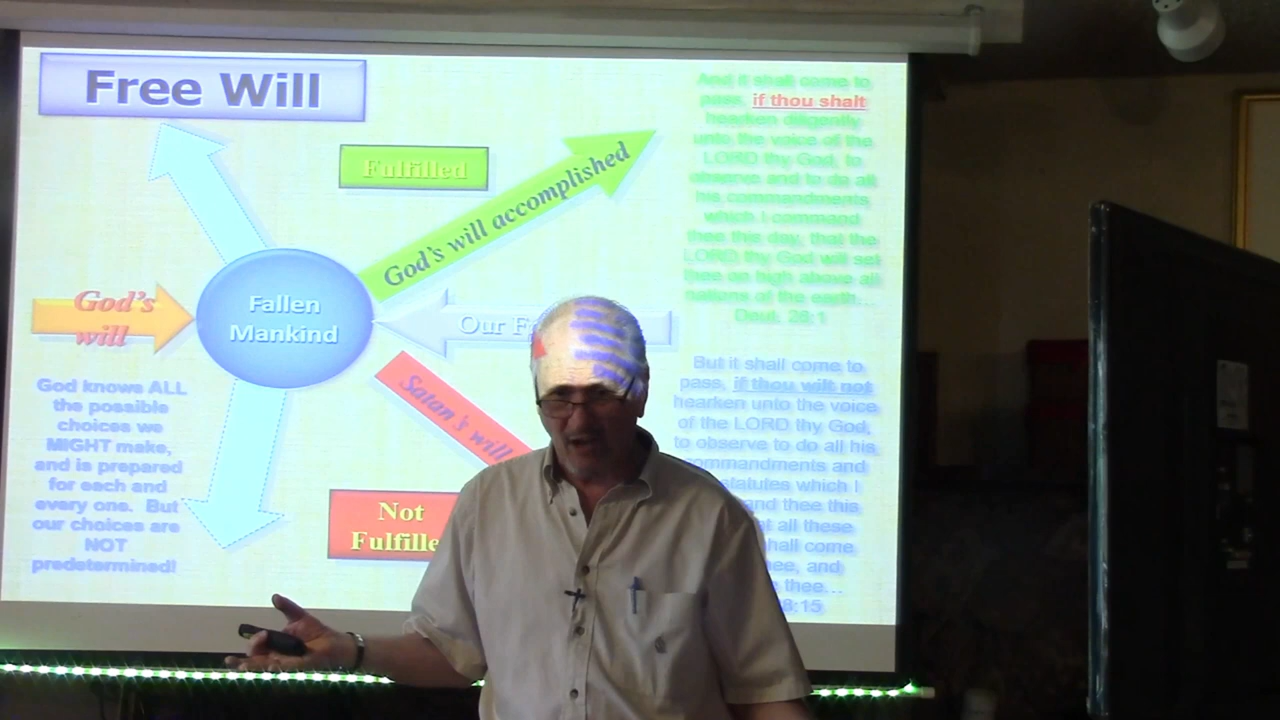 Free Will
Fulfilled
God's will accomplished
God's
will
Fallen
Mankind
Our F
Satan's will
Not
Fulfille
God knows ALL
the possible
choices we
MIGHT make,
and is prepared
for each and
every one. But
our choices are
NOT
predetermined!
And it shall come to
pass, if thou shalt
hearken diligently
unto the voice of the
LORD thy God, to
observe and to do all
his commandments
which I command
thee this day, that the
LORD thy God will set
thee on high above all
nations of the earth...
Deut. 28:1
But it shall come to
pass, if thou wilt not
hearken unto the voice
of the LORD thy God,
to observe to do all his
commandments and
statutes which I
and thee this
at all these
hall come
ee, and
thee...
8:15